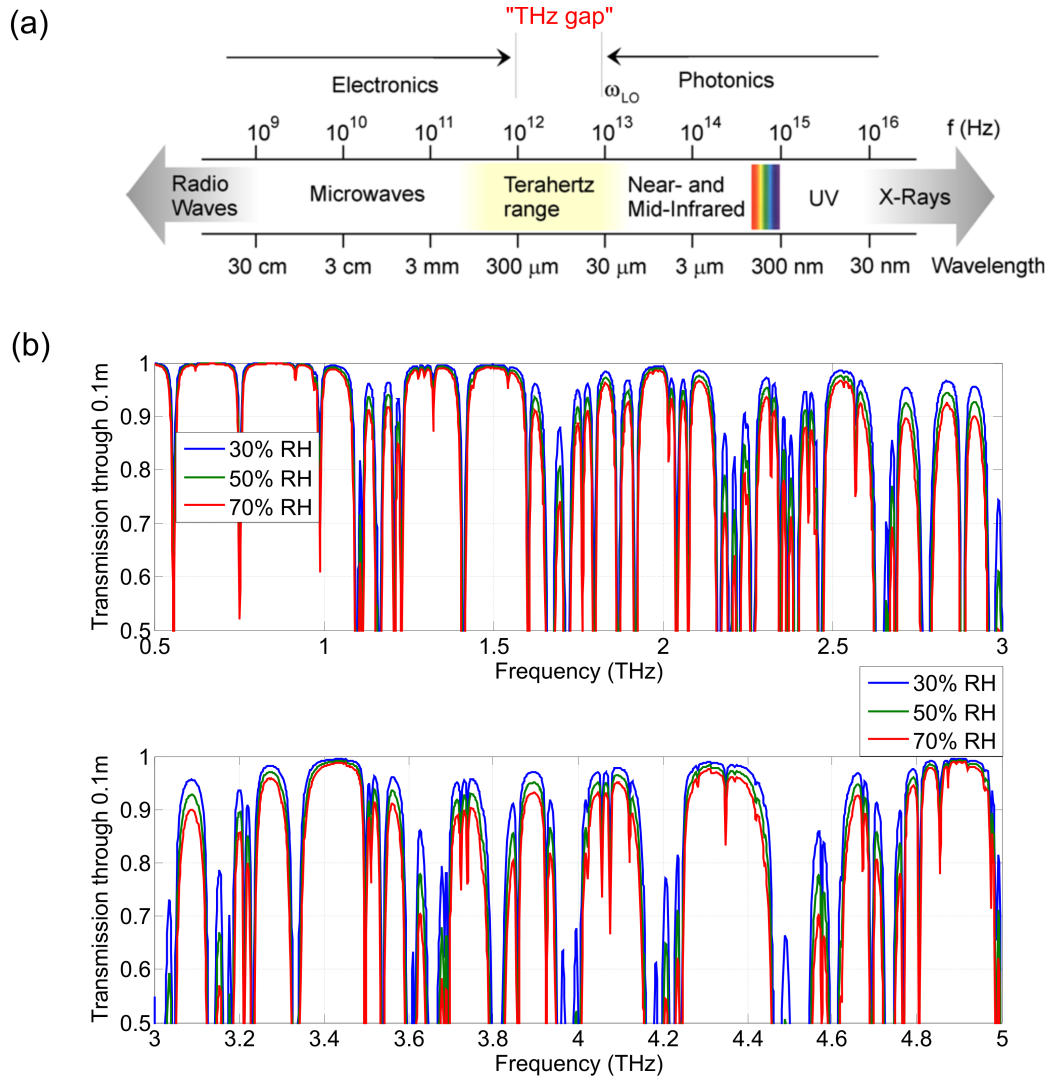 (a)
"THz gap"
Electronics
Photonics
ω_LO
10^9 10^10 10^11 10^12 10^13 10^14 10^15 10^16 f (Hz)
Radio Waves
Microwaves
Terahertz range
Near- and Mid-Infrared
UV
X-Rays
30 cm 3 cm 3 mm 300 μm 30 μm 3 μm 300 nm 30 nm Wavelength
(b)
Transmission through 0.1m
1
0.9
0.8
0.7
0.6
0.5
30% RH
50% RH
70% RH
0.5 1 1.5 2 2.5 3
Frequency (THz)
30% RH
50% RH
70% RH
Transmission through 0.1m
1
0.9
0.8
0.7
0.6
0.5
3 3.2 3.4 3.6 3.8 4 4.2 4.4 4.6 4.8 5
Frequency (THz)